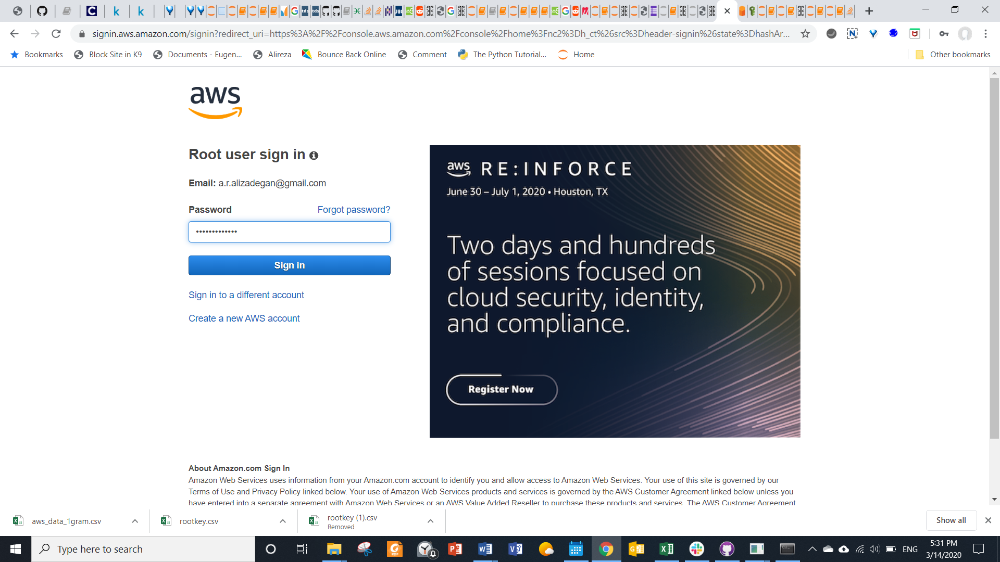 signin.aws.amazon.com/signin?redirect_uri=https%3A%2F%2Fconsole.aws.amazon.com%2Fconsole%2Fhome%3Fnc2%3Dh_ct%26src%3Dheader-signin%26state%3DhashAr...
Bookmarks
Block Site in K9
Documents - Eugen...
Alireza
Bounce Back Online
Comment
The Python Tutorial...
Home
Other bookmarks
aws
Root user sign in
Email: a.r.alizadegan@gmail.com
Password
Forgot password?
Sign in
Sign in to a different account
Create a new AWS account
aws RE:INFORCE
June 30 – July 1, 2020 • Houston, TX
Two days and hundreds
of sessions focused on
cloud security, identity,
and compliance.
Register Now
About Amazon.com Sign In
Amazon Web Services uses information from your Amazon.com account to identify you and allow access to Amazon Web Services. Your use of this site is governed by our
Terms of Use and Privacy Policy linked below. Your use of Amazon Web Services products and services is governed by the AWS Customer Agreement linked below unless you
have entered into a separate agreement with Amazon Web Services or an AWS Value Added Reseller to purchase these products and services. The AWS Customer Agreement
aws_data_1gram.csv
rootkey.csv
rootkey (1).csv
Removed
Show all
Type here to search
ENG
5:31 PM
3/14/2020